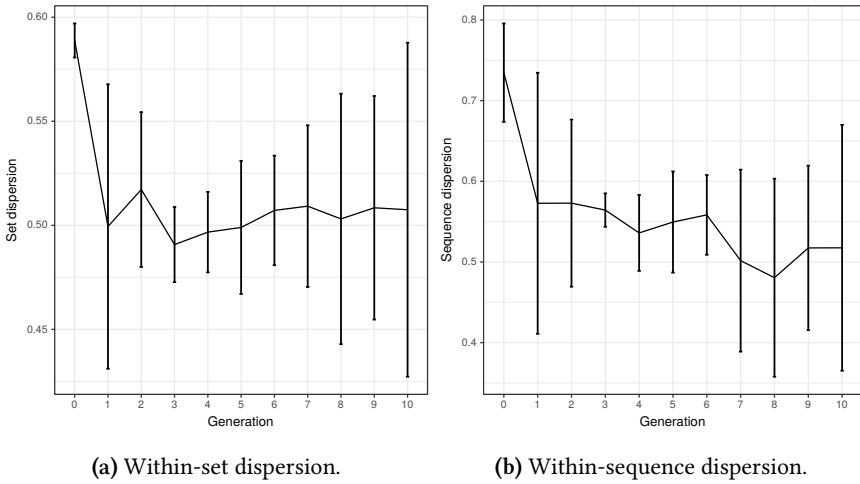 0.60
0.55
0.50
0.45
Set dispersion
0 1 2 3 4 5 6 7 8 9 10
Generation
0.8
0.7
0.6
0.5
0.4
Sequence dispersion
0 1 2 3 4 5 6 7 8 9 10
Generation
(a) Within-set dispersion.
(b) Within-sequence dispersion.